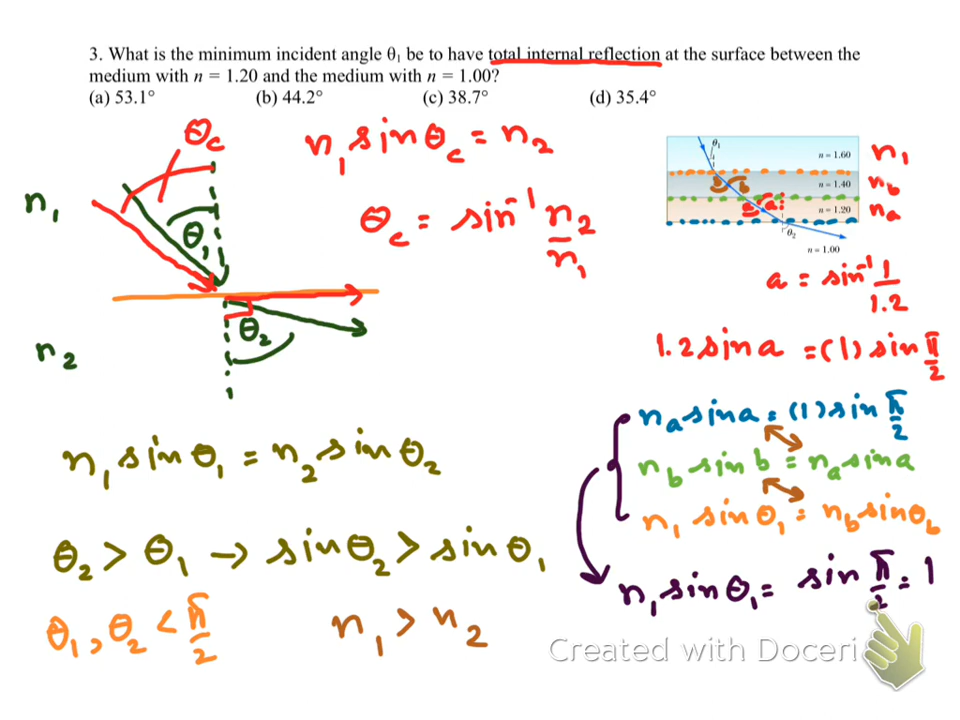 3. What is the minimum incident angle θ₁ be to have total internal reflection at the surface between the
medium with n = 1.20 and the medium with n = 1.00?
(a) 53.1° (b) 44.2° (c) 38.7° (d) 35.4°
θc
n₁ sinθc = n₂
θc = sin⁻¹ n₂/n₁
n₁
θ₁
θ₂
n₂
θ₁
n = 1.60 n₁
b b n = 1.40 nb
a a n = 1.20 na
θ₂
n = 1.00
a = sin⁻¹ 1/1.2
1.2 sin a = (1) sin π/2
na sin a = (1) sin π/2
nb sin b = na sin a
n₁ sin θ₁ = nb sin θb
n₁ sin θ₁ = sin π/2 = 1
n₁ sin θ₁ = n₂ sin θ₂
θ₂ > θ₁ → sin θ₂ > sin θ₁
θ₁, θ₂ < π/2
n₁ > n₂
Created with Doceri